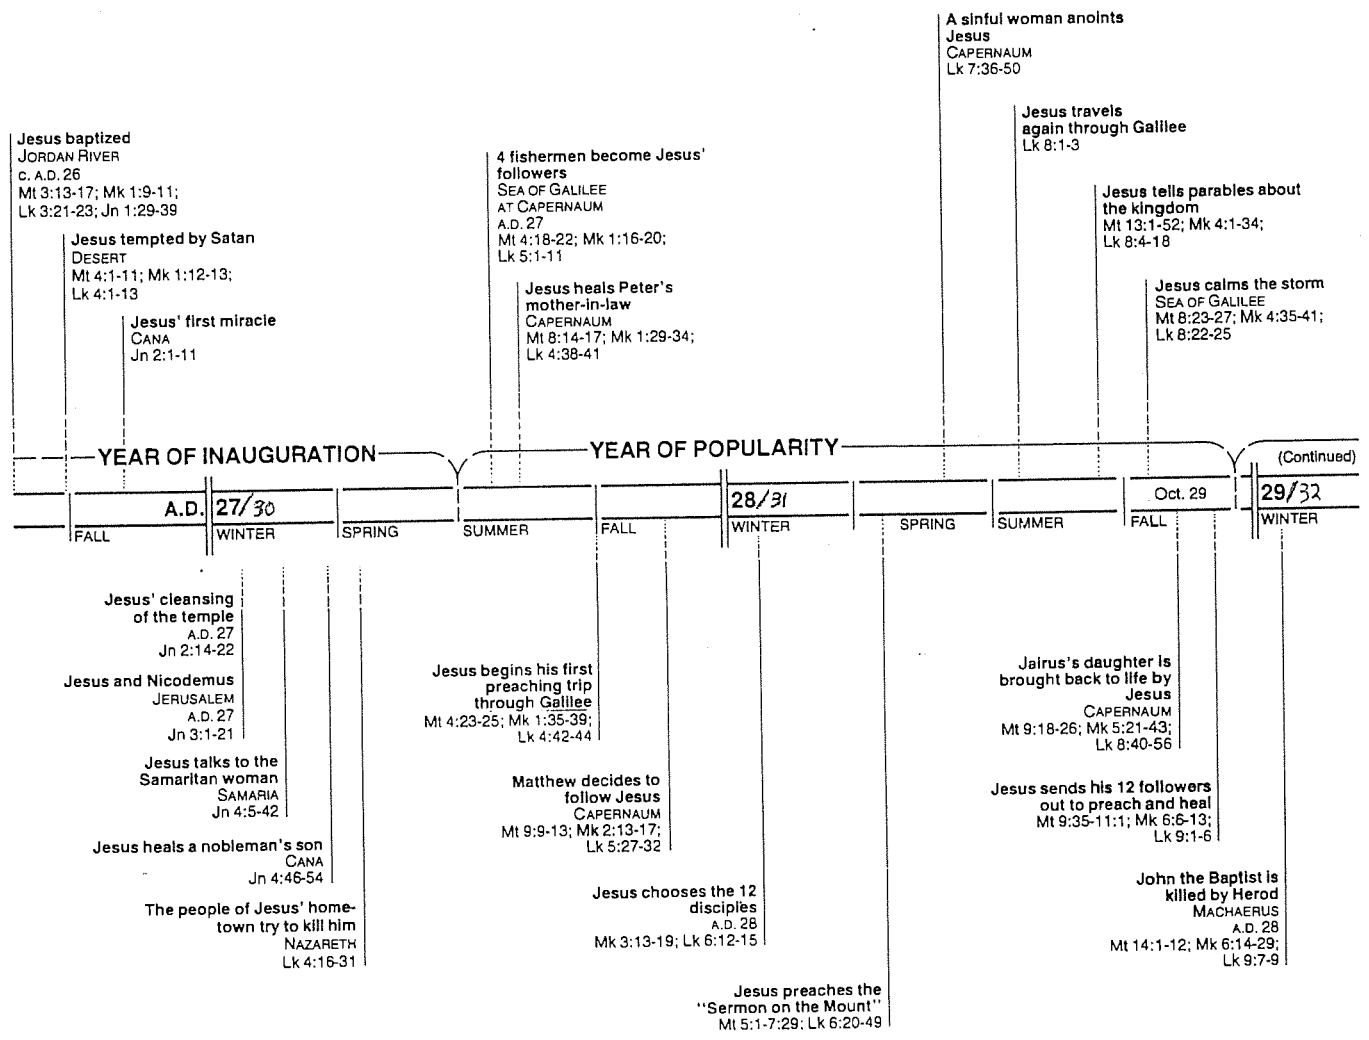 A sinful woman anoints
Jesus
CAPERNAUM
Lk 7:36-50
Jesus travels
again through Galilee
Lk 8:1-3
Jesus baptized
JORDAN RIVER
C. A.D. 26
Mt 3:13-17; Mk 1:9-11;
Lk 3:21-23; Jn 1:29-39
4 fishermen become Jesus'
followers
SEA OF GALILEE
AT CAPERNAUM
A.D. 27
Mt 4:18-22; Mk 1:16-20;
Lk 5:1-11
Jesus tells parables about
the kingdom
Mt 13:1-52; Mk 4:1-34;
Lk 8:4-18
Jesus tempted by Satan
DESERT
Mt 4:1-11; Mk 1:12-13;
Lk 4:1-13
Jesus heals Peter's
mother-in-law
CAPERNAUM
Mt 8:14-17; Mk 1:29-34;
Lk 4:38-41
Jesus calms the storm
SEA OF GALILEE
Mt 8:23-27; Mk 4:35-41;
Lk 8:22-25
Jesus' first miracle
CANA
Jn 2:1-11
YEAR OF INAUGURATION
YEAR OF POPULARITY
(Continued)
A.D. 27/30
28/31
Oct. 29
29/32
FALL
WINTER
SPRING
SUMMER
FALL
WINTER
SPRING
SUMMER
FALL
WINTER
Jesus' cleansing
of the temple
A.D. 27
Jn 2:14-22
Jesus and Nicodemus
JERUSALEM
A.D. 27
Jn 3:1-21
Jesus talks to the
Samaritan woman
SAMARIA
Jn 4:5-42
Jesus heals a nobleman's son
CANA
Jn 4:46-54
The people of Jesus' home-
town try to kill him
NAZARETH
Lk 4:16-31
Jesus begins his first
preaching trip
through Galilee
Mt 4:23-25; Mk 1:35-39;
Lk 4:42-44
Matthew decides to
follow Jesus
CAPERNAUM
Mt 9:9-13; Mk 2:13-17;
Lk 5:27-32
Jesus chooses the 12
disciples
A.D. 28
Mk 3:13-19; Lk 6:12-15
Jesus preaches the
"Sermon on the Mount"
Mt 5:1-7:29; Lk 6:20-49
Jairus's daughter is
brought back to life by
Jesus
CAPERNAUM
Mt 9:18-26; Mk 5:21-43;
Lk 8:40-56
Jesus sends his 12 followers
out to preach and heal
Mt 9:35-11:1; Mk 6:6-13;
Lk 9:1-6
John the Baptist is
killed by Herod
MACHAERUS
A.D. 28
Mt 14:1-12; Mk 6:14-29;
Lk 9:7-9